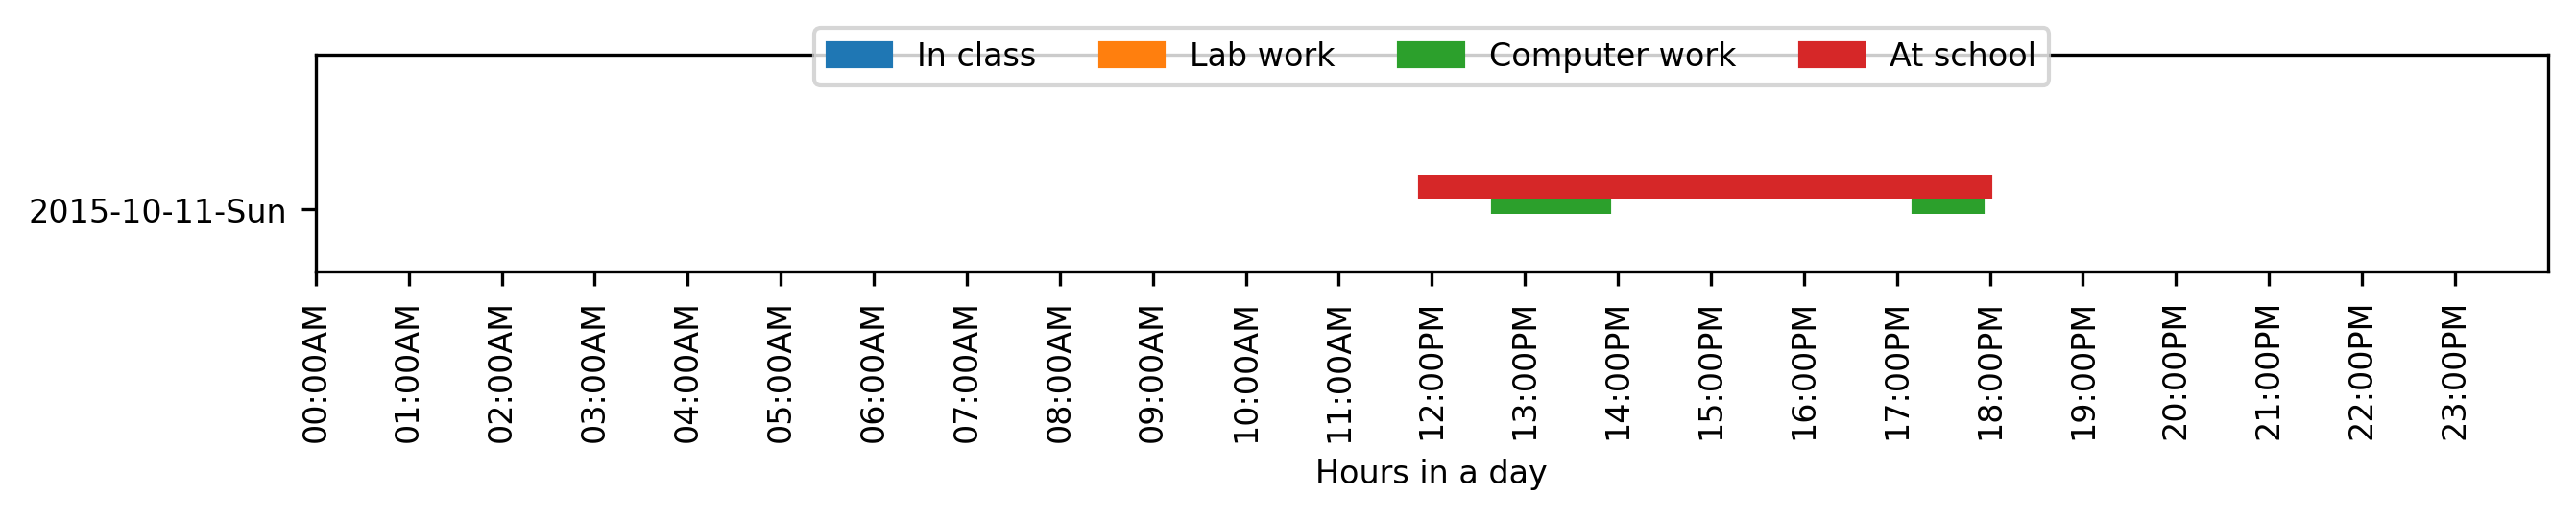 In class Lab work Computer work At school
2015-10-11-Sun
00:00AM 01:00AM 02:00AM 03:00AM 04:00AM 05:00AM 06:00AM 07:00AM 08:00AM 09:00AM 10:00AM 11:00AM 12:00PM 13:00PM 14:00PM 15:00PM 16:00PM 17:00PM 18:00PM 19:00PM 20:00PM 21:00PM 22:00PM 23:00PM
Hours in a day